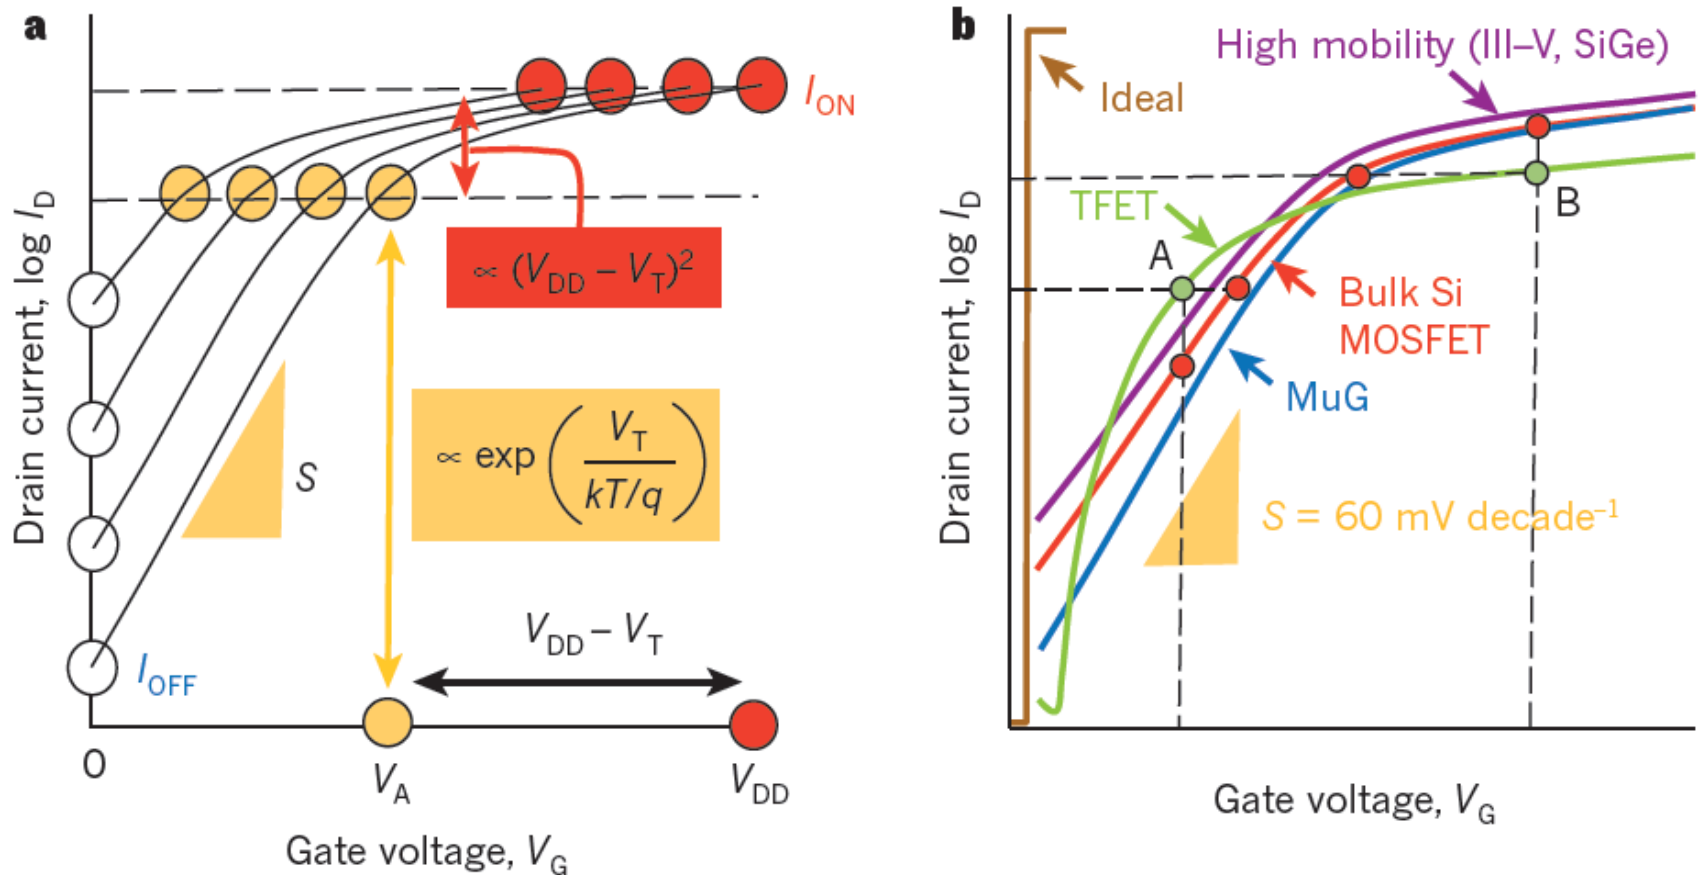 a
Drain current, log I_D
I_ON
∝ (V_DD – V_T)²
∝ exp (V_T / kT/q)
S
V_DD – V_T
I_OFF
0
V_A
V_DD
Gate voltage, V_G
b
High mobility (III–V, SiGe)
Ideal
Drain current, log I_D
TFET
B
A
Bulk Si
MOSFET
MuG
S = 60 mV decade⁻¹
Gate voltage, V_G